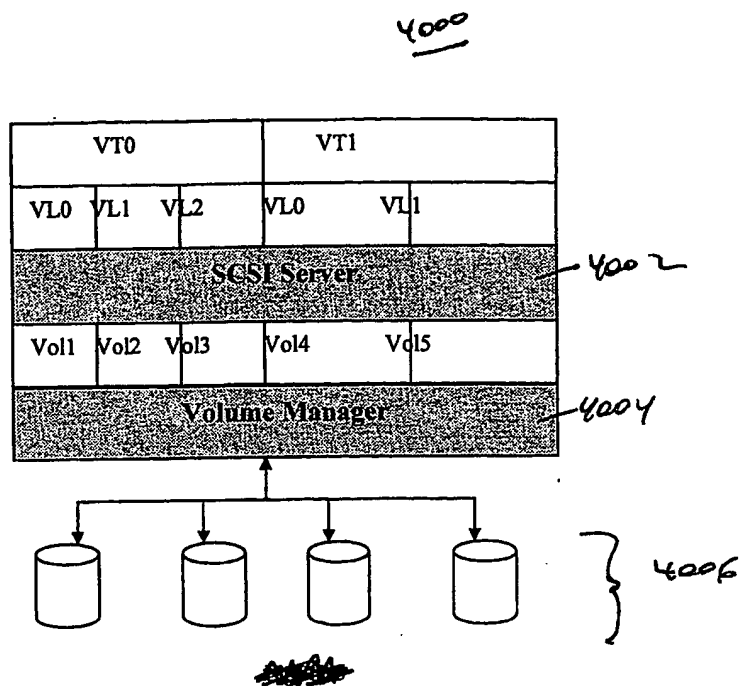 4000
VT0 VT1
VL0 VL1 VL2 VL0 VL1
SCSI Server
4002
Vol1 Vol2 Vol3 Vol4 Vol5
Volume Manager
4004
4006